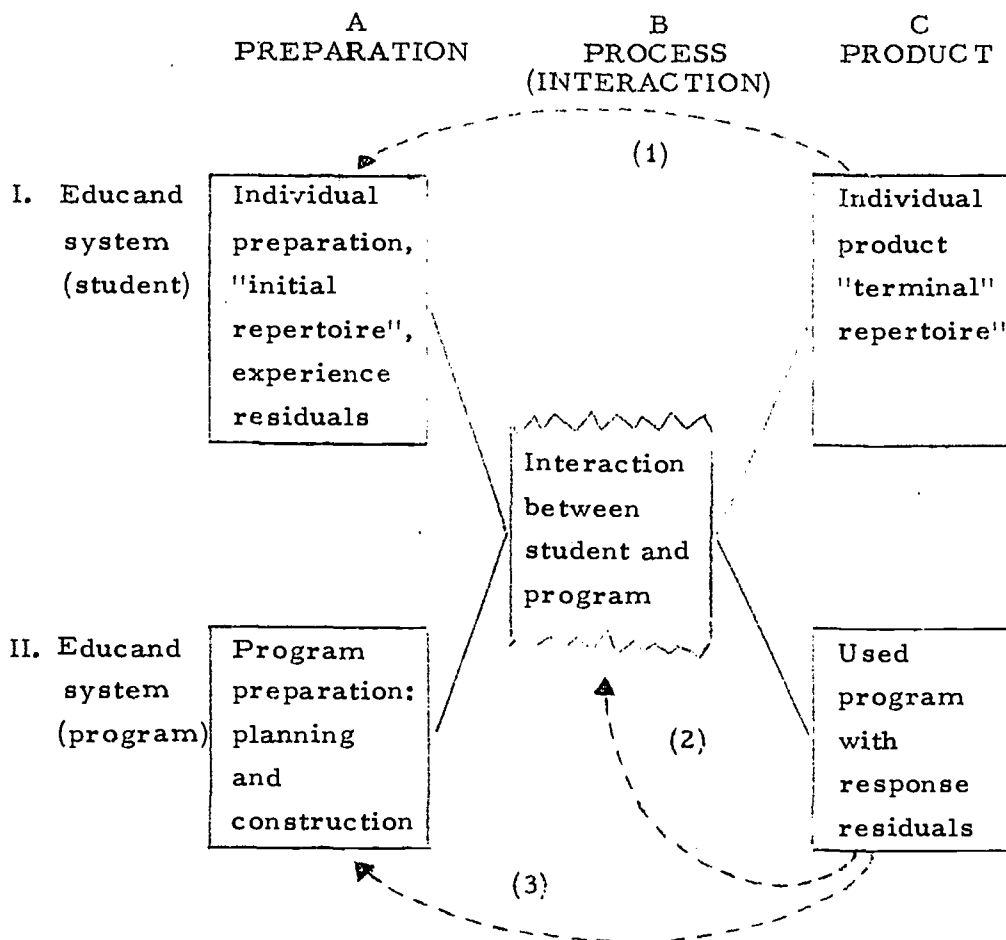 A
PREPARATION
B
PROCESS
(INTERACTION)
C
PRODUCT
(1)
I. Educand
system
(student)
Individual
preparation,
"initial
repertoire",
experience
residuals
Individual
product
"terminal"
repertoire"
Interaction
between
student and
program
II. Educand
system
(program)
Program
preparation:
planning
and
construction
(2)
Used
program
with
response
residuals
(3)